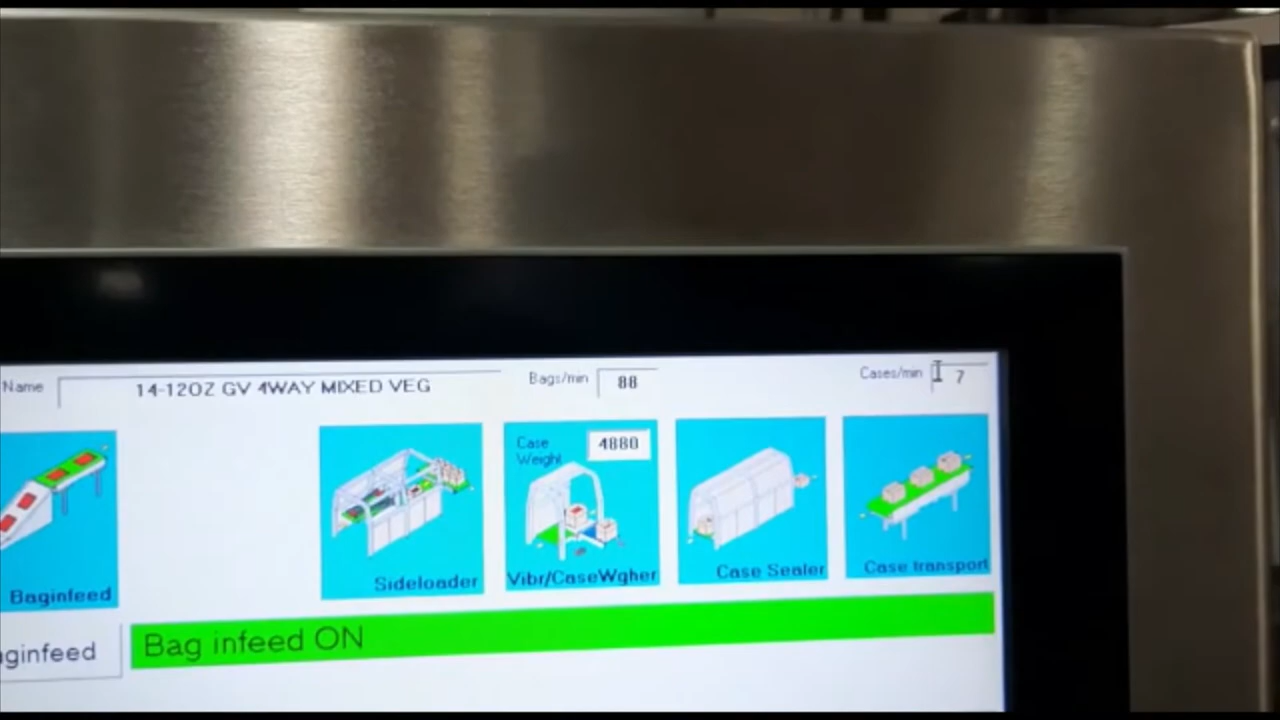 Name 14-12OZ GV 4WAY MIXED VEG Bags/min 88 Cases/min 7
Case
Weight 4880
Baginfeed
Sideloader
Vibr/CaseWgher
Case Sealer
Case transport
aginfeed
Bag infeed ON